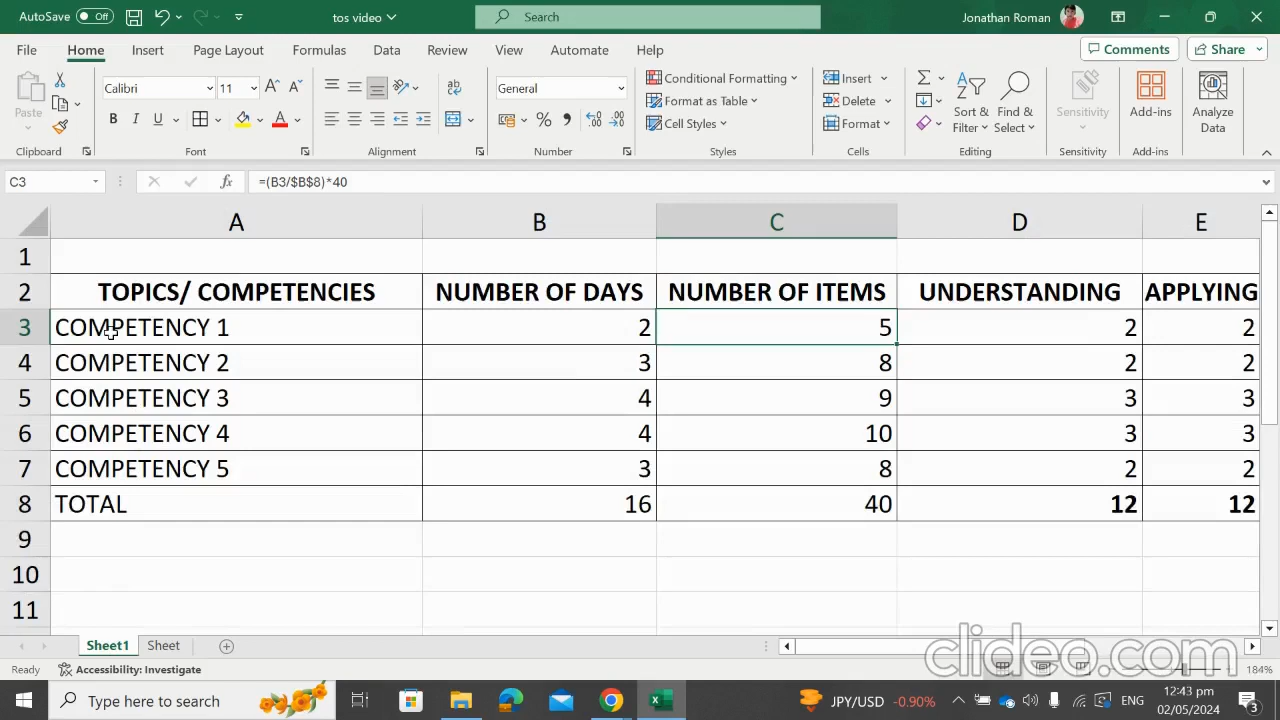 AutoSave Off tos video Search Jonathan Roman
File Home Insert Page Layout Formulas Data Review View Automate Help Comments Share
Paste Calibri 11 General Conditional Formatting Format as Table Cell Styles Insert Delete Format Sort & Filter Find & Select Sensitivity Add-ins Analyze Data
Clipboard Font Alignment Number Styles Cells Editing Sensitivity Add-ins
C3 fx =(B3/$B$8)*40
A B C D E
1
2 TOPICS/ COMPETENCIES NUMBER OF DAYS NUMBER OF ITEMS UNDERSTANDING APPLYING
3 COMPETENCY 1 2 5 2 2
4 COMPETENCY 2 3 8 2 2
5 COMPETENCY 3 4 9 3 3
6 COMPETENCY 4 4 10 3 3
7 COMPETENCY 5 3 8 2 2
8 TOTAL 16 40 12 12
9
10
11
Sheet1 Sheet
clideo.com
Ready Accessibility: Investigate 184%
Type here to search JPY/USD -0.90% ENG 12:43 pm
02/05/2024 3